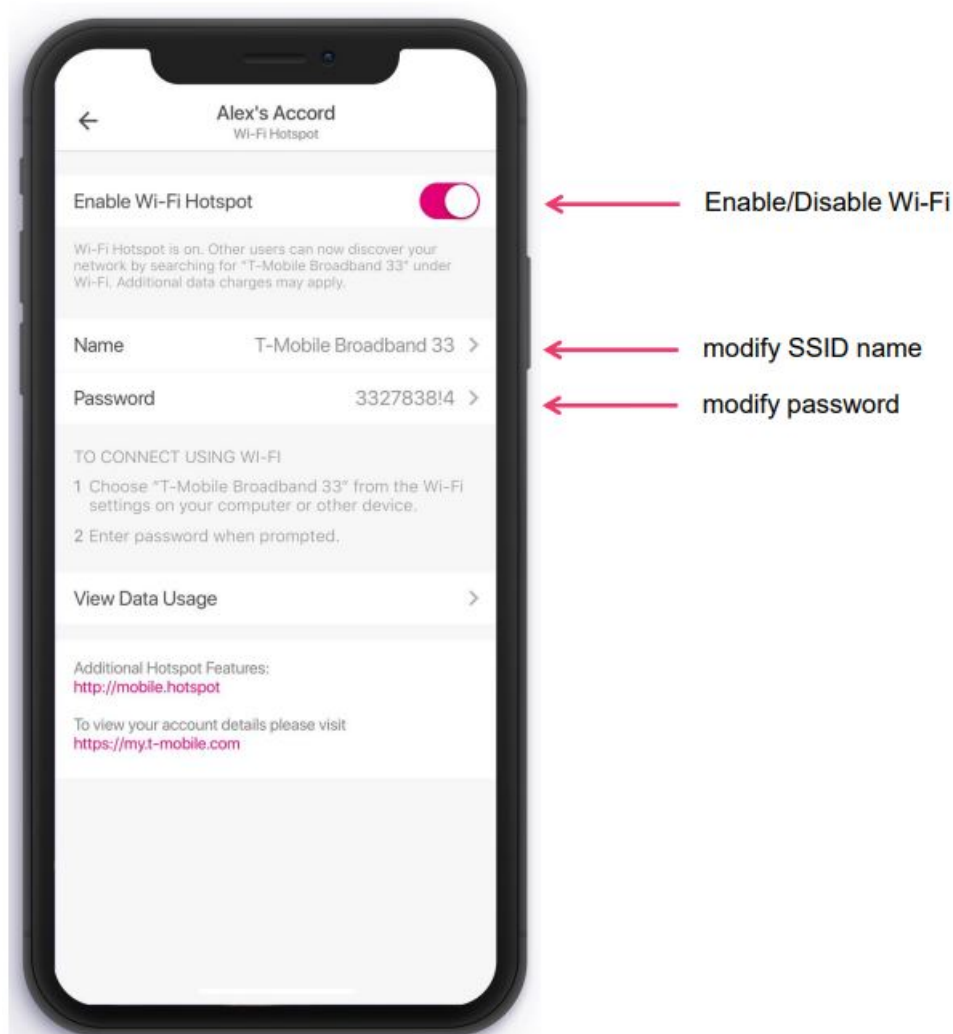 Alex's Accord
Wi-Fi Hotspot
Enable Wi-Fi Hotspot
Enable/Disable Wi-Fi
Wi-Fi Hotspot is on. Other users can now discover your
network by searching for "T-Mobile Broadband 33" under
Wi-Fi. Additional data charges may apply.
Name T-Mobile Broadband 33 >
modify SSID name
Password 3327838!4 >
modify password
TO CONNECT USING WI-FI
1 Choose "T-Mobile Broadband 33" from the Wi-Fi
settings on your computer or other device.
2 Enter password when prompted.
View Data Usage >
Additional Hotspot Features:
http://mobile.hotspot
To view your account details please visit
https://my.t-mobile.com